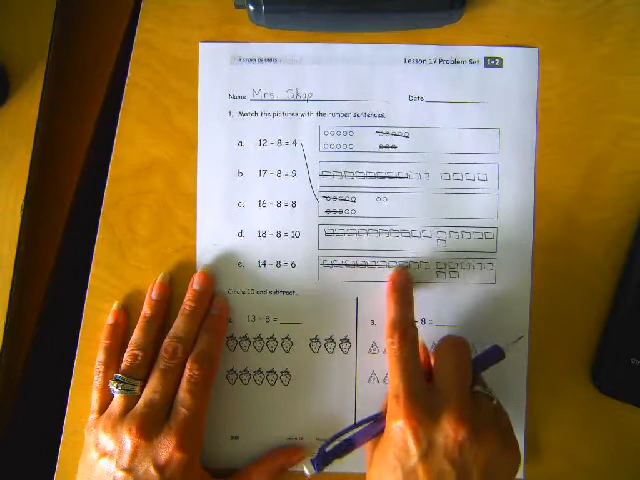 Lesson 17 Problem Set 1•2
Name Mrs.
Date
1. Match the pictures with the number sentences.
a. 12 - 8 = 4
b. 17 - 8 = 9
c. 16 - 8 = 8
d. 18 - 8 = 10
e. 14 - 8 = 6
Circle 10 and subtract.
13 - 8 =
3.
- 8 =